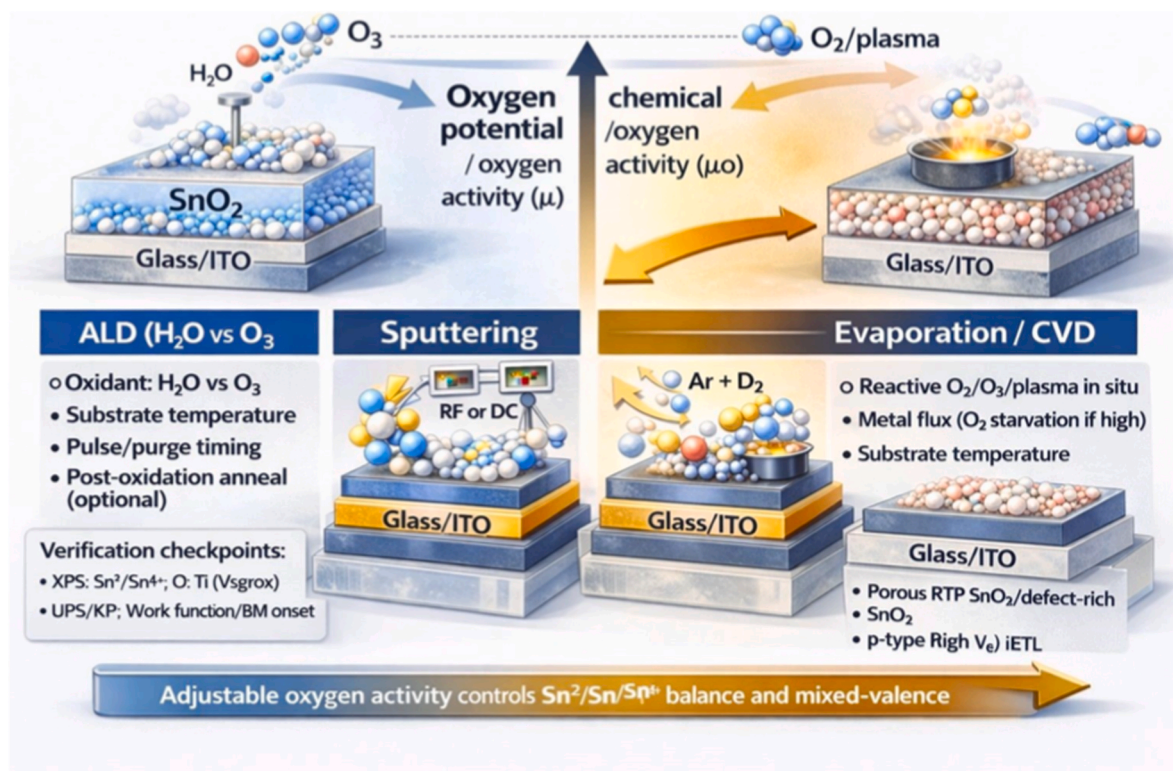 O₃
O₂/plasma
H₂O
Oxygen
potential
/ oxygen
activity (μ)
chemical
/oxygen
activity (μo)
SnO₂
Glass/ITO
Glass/ITO
ALD (H₂O vs O₃
Oxidant: H₂O vs O₃
• Substrate temperature
• Pulse/purge timing
• Post-oxidation anneal
(optional)
Verification checkpoints:
• XPS: Sn²/Sn⁴⁺; O: Ti (Vsgrox)
• UPS/KP; Work function/BM onset
Sputtering
RF or DC
Glass/ITO
Evaporation / CVD
Ar + D₂
Glass/ITO
Reactive O₂/O₃/plasma in situ
• Metal flux (O₂ starvation if high)
• Substrate temperature
Glass/ITO
• Porous RTP SnO₂/defect-rich
• SnO₂
• p-type Righ Vₑ) iETL
Adjustable oxygen activity controls Sn²/Sn/ balance and mixed-valence